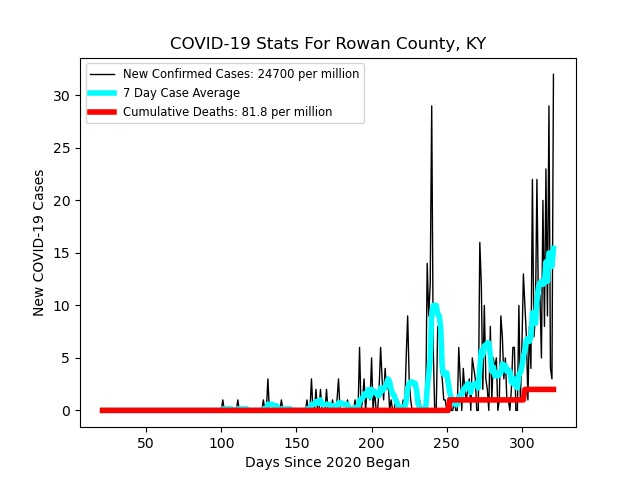 COVID-19 Stats For Rowan County, KY
New Confirmed Cases: 24700 per million
7 Day Case Average
Cumulative Deaths: 81.8 per million
New COVID-19 Cases
30
25
20
15
10
5
0
50 100 150 200 250 300
Days Since 2020 Began